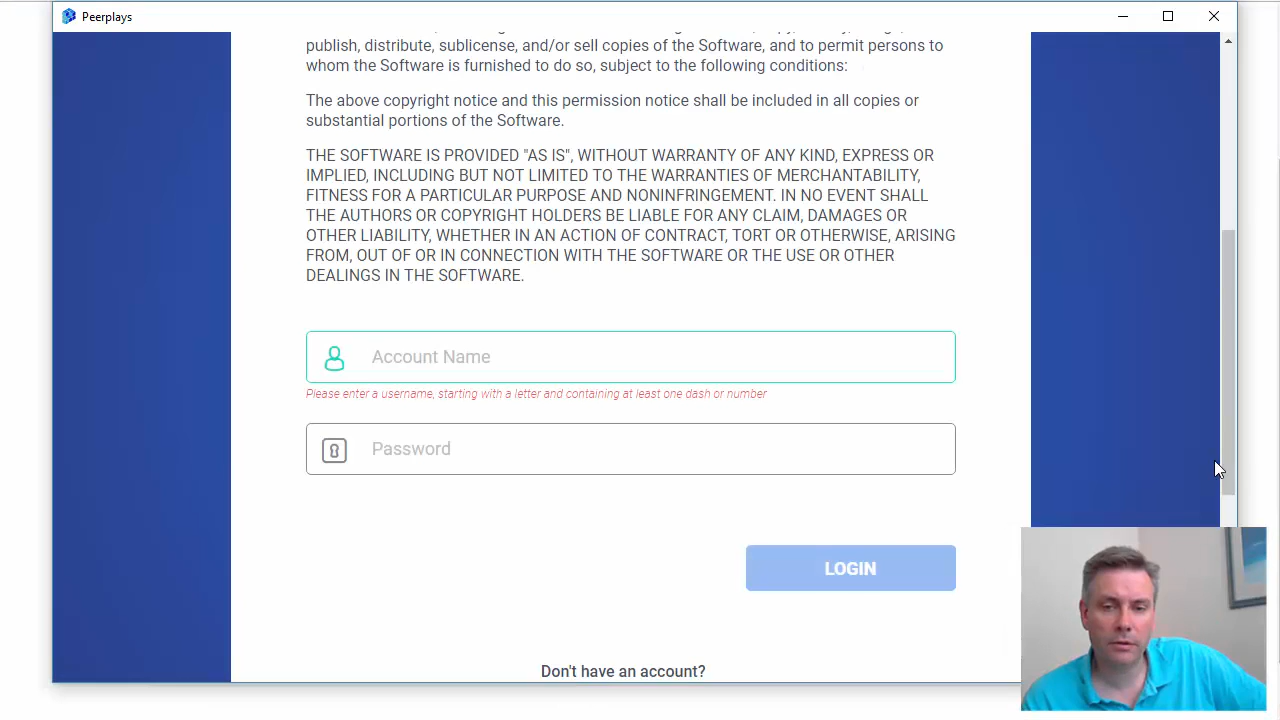 Peerplays
publish, distribute, sublicense, and/or sell copies of the Software, and to permit persons to
whom the Software is furnished to do so, subject to the following conditions:
The above copyright notice and this permission notice shall be included in all copies or
substantial portions of the Software.
THE SOFTWARE IS PROVIDED "AS IS", WITHOUT WARRANTY OF ANY KIND, EXPRESS OR
IMPLIED, INCLUDING BUT NOT LIMITED TO THE WARRANTIES OF MERCHANTABILITY,
FITNESS FOR A PARTICULAR PURPOSE AND NONINFRINGEMENT. IN NO EVENT SHALL
THE AUTHORS OR COPYRIGHT HOLDERS BE LIABLE FOR ANY CLAIM, DAMAGES OR
OTHER LIABILITY, WHETHER IN AN ACTION OF CONTRACT, TORT OR OTHERWISE, ARISING
FROM, OUT OF OR IN CONNECTION WITH THE SOFTWARE OR THE USE OR OTHER
DEALINGS IN THE SOFTWARE.
Account Name
Please enter a username, starting with a letter and containing at least one dash or number
Password
LOGIN
Don't have an account?